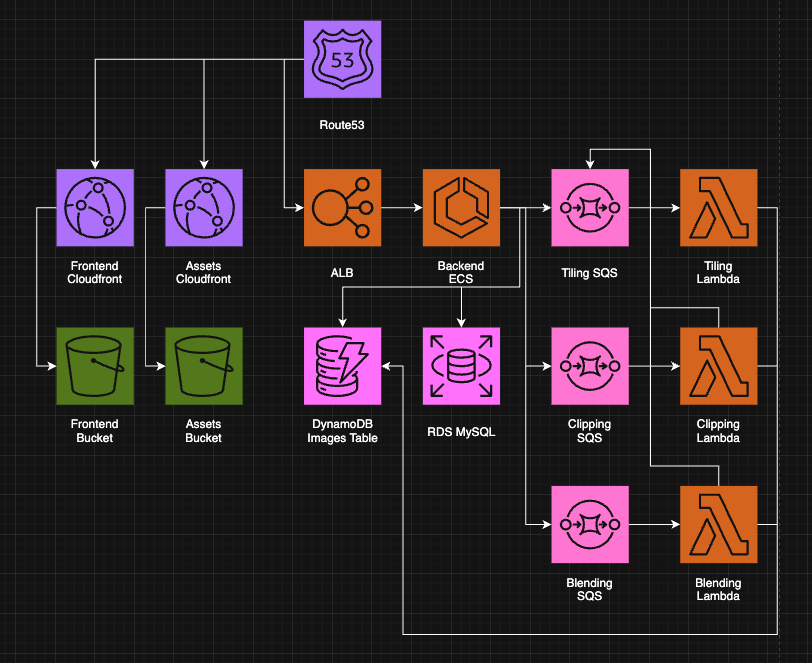 53
Route53
Frontend
Cloudfront
Assets
Cloudfront
ALB
Backend
ECS
Tiling SQS
Tiling
Lambda
Frontend
Bucket
Assets
Bucket
DynamoDB
Images Table
RDS MySQL
Clipping
SQS
Clipping
Lambda
Blending
SQS
Blending
Lambda